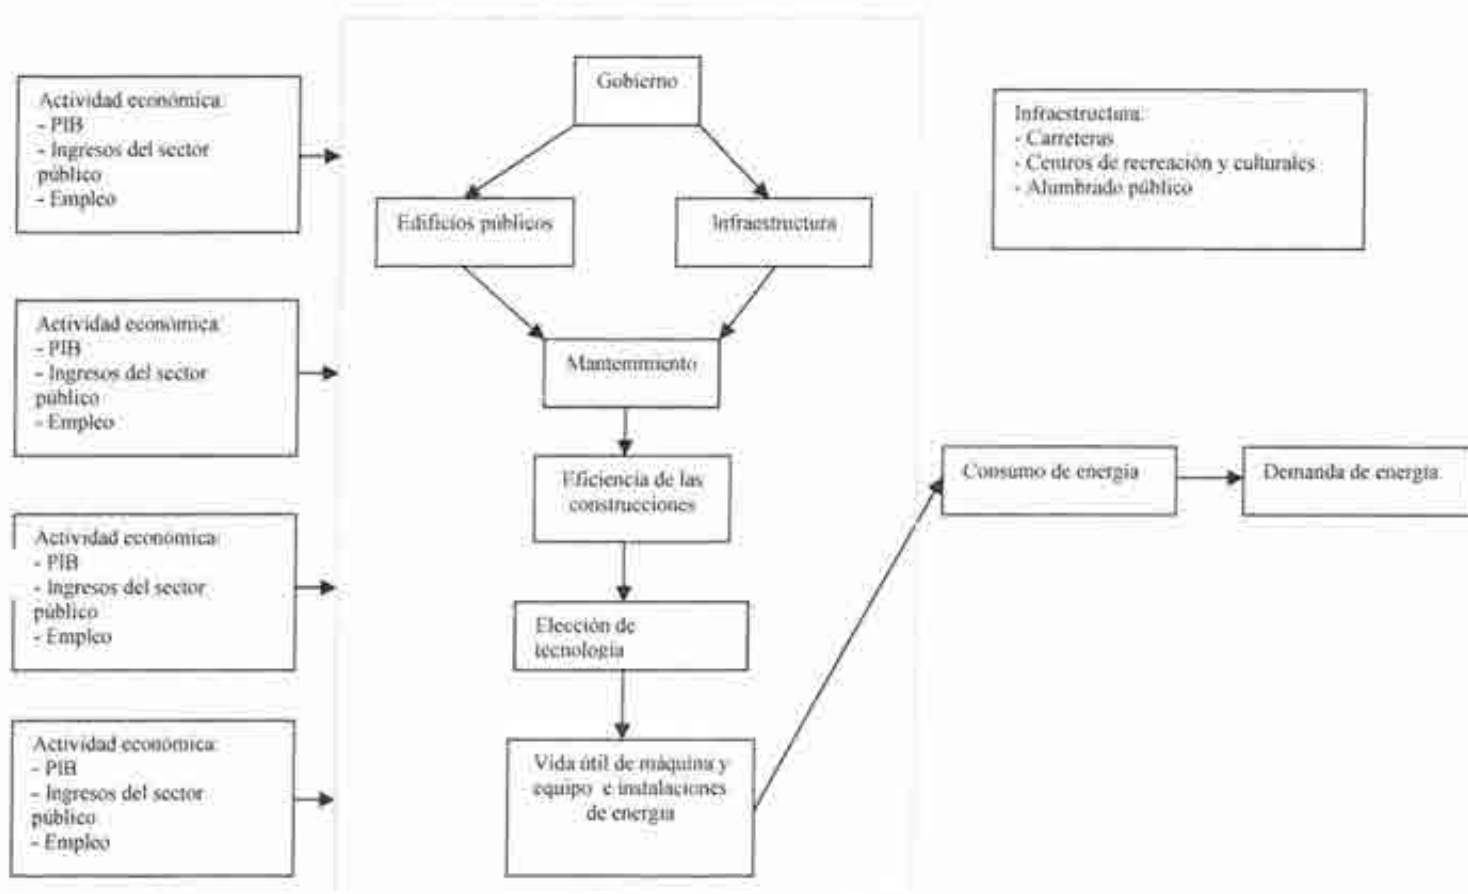 Actividad económica:
- PIB
- Ingresos del sector
público
- Empleo
Actividad económica:
- PIB
- Ingresos del sector
público
- Empleo
Actividad económica:
- PIB
- Ingresos del sector
público
- Empleo
Actividad económica:
- PIB
- Ingresos del sector
público
- Empleo
Gobierno
Edificios públicos
Infraestructura
Mantenimiento
Eficiencia de las
construcciones
Elección de
tecnología
Vida útil de máquina y
equipo e instalaciones
de energía
Infraestructura:
- Carreteras
- Centros de recreación y culturales
- Alumbrado público
Consumo de energía
Demanda de energía